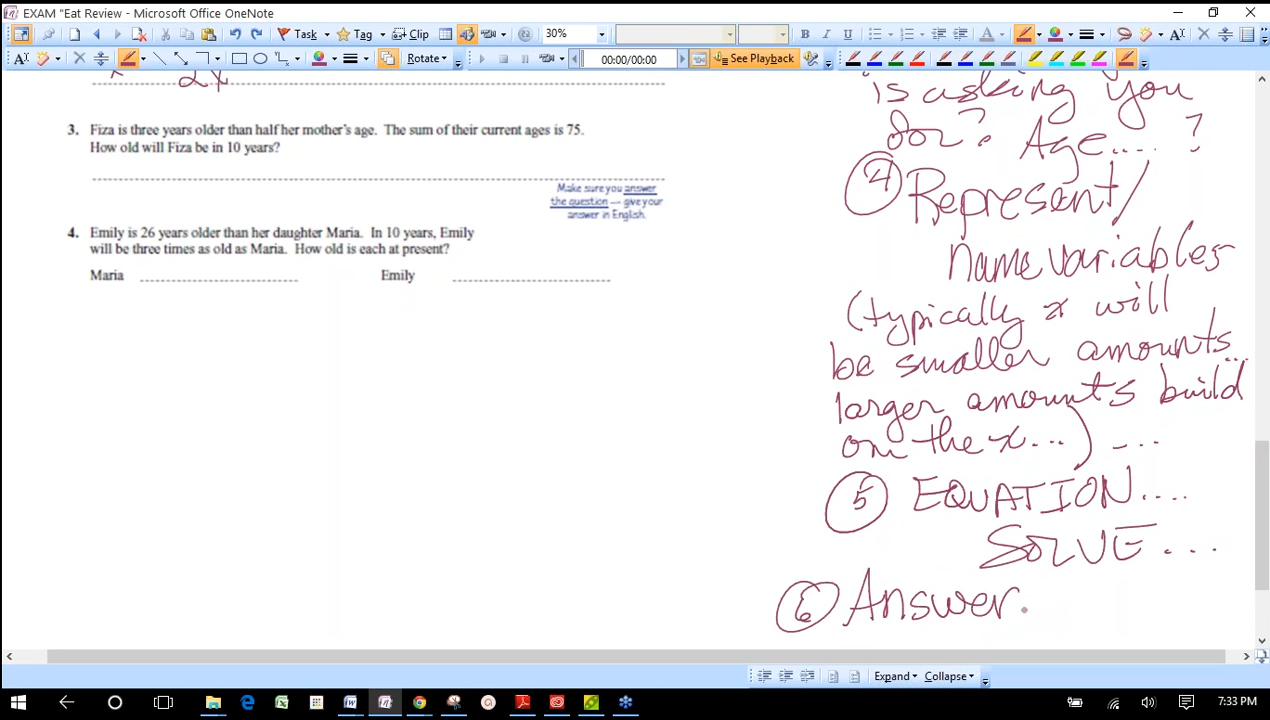 EXAM "Eat Review - Microsoft Office OneNote
Task
Tag
Clip
30%
B I U
Rotate
00:00/00:00
See Playback
x 2x
3. Fiza is three years older than half her mother's age. The sum of their current ages is 75.
How old will Fiza be in 10 years?
Make sure you answer
the question — give your
answer in English.
4. Emily is 26 years older than her daughter Maria. In 10 years, Emily
will be three times as old as Maria. How old is each at present?
Maria Emily
is asking you
for? Age.... ?
4 Represent/
name variables
(typically x will
be smaller amounts...
larger amounts build
on the x...) ...
5 EQUATION....
SOLVE...
6 Answer.
Expand Collapse
7:33 PM